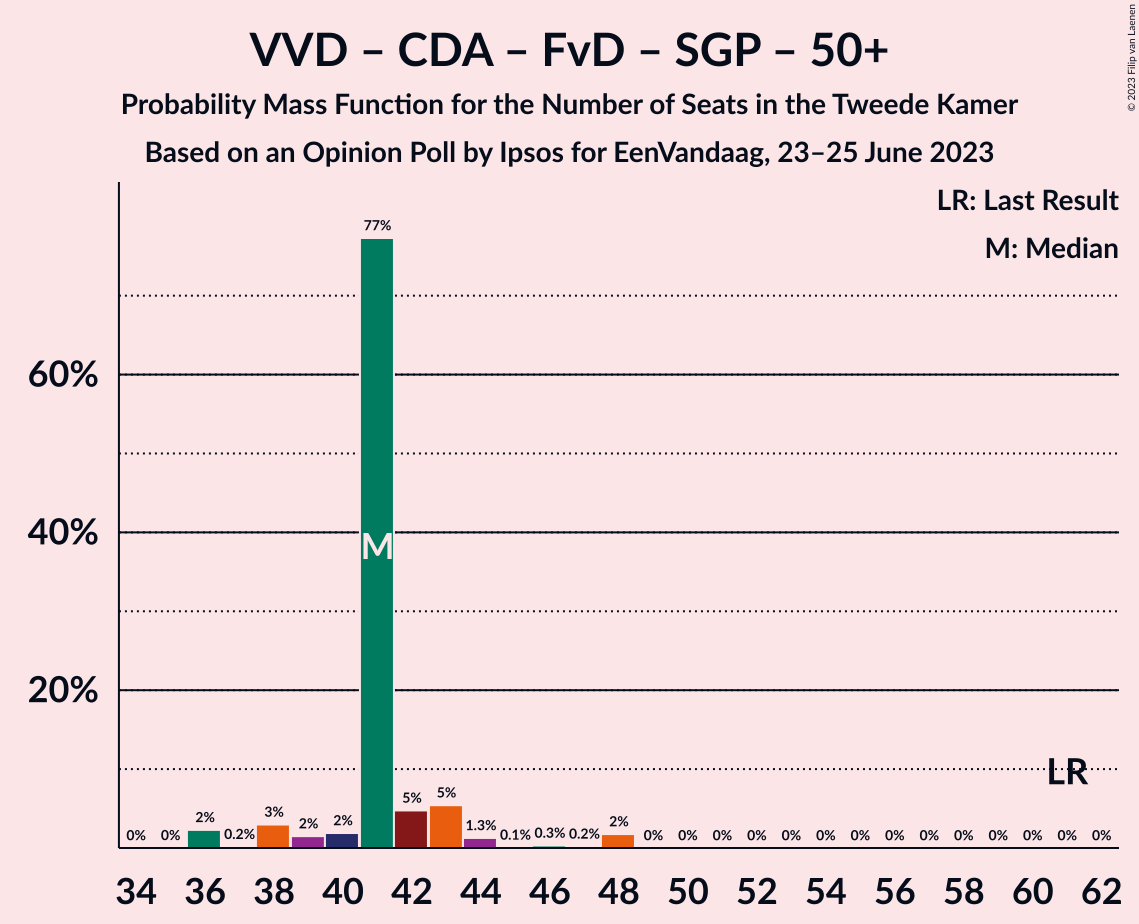 VVD – CDA – FvD – SGP – 50+
Probability Mass Function for the Number of Seats in the Tweede Kamer
Based on an Opinion Poll by Ipsos for EenVandaag, 23–25 June 2023
© 2023 Filip van Laenen
LR: Last Result
M: Median
60%
40%
20%
0% 0% 2% 0.2% 3% 2% 2% 77% 5% 5% 1.3% 0.1% 0.3% 0.2% 2% 0% 0% 0% 0% 0% 0% 0% 0% 0% 0% 0% 0% 0% 0%
M
LR
34 36 38 40 42 44 46 48 50 52 54 56 58 60 62